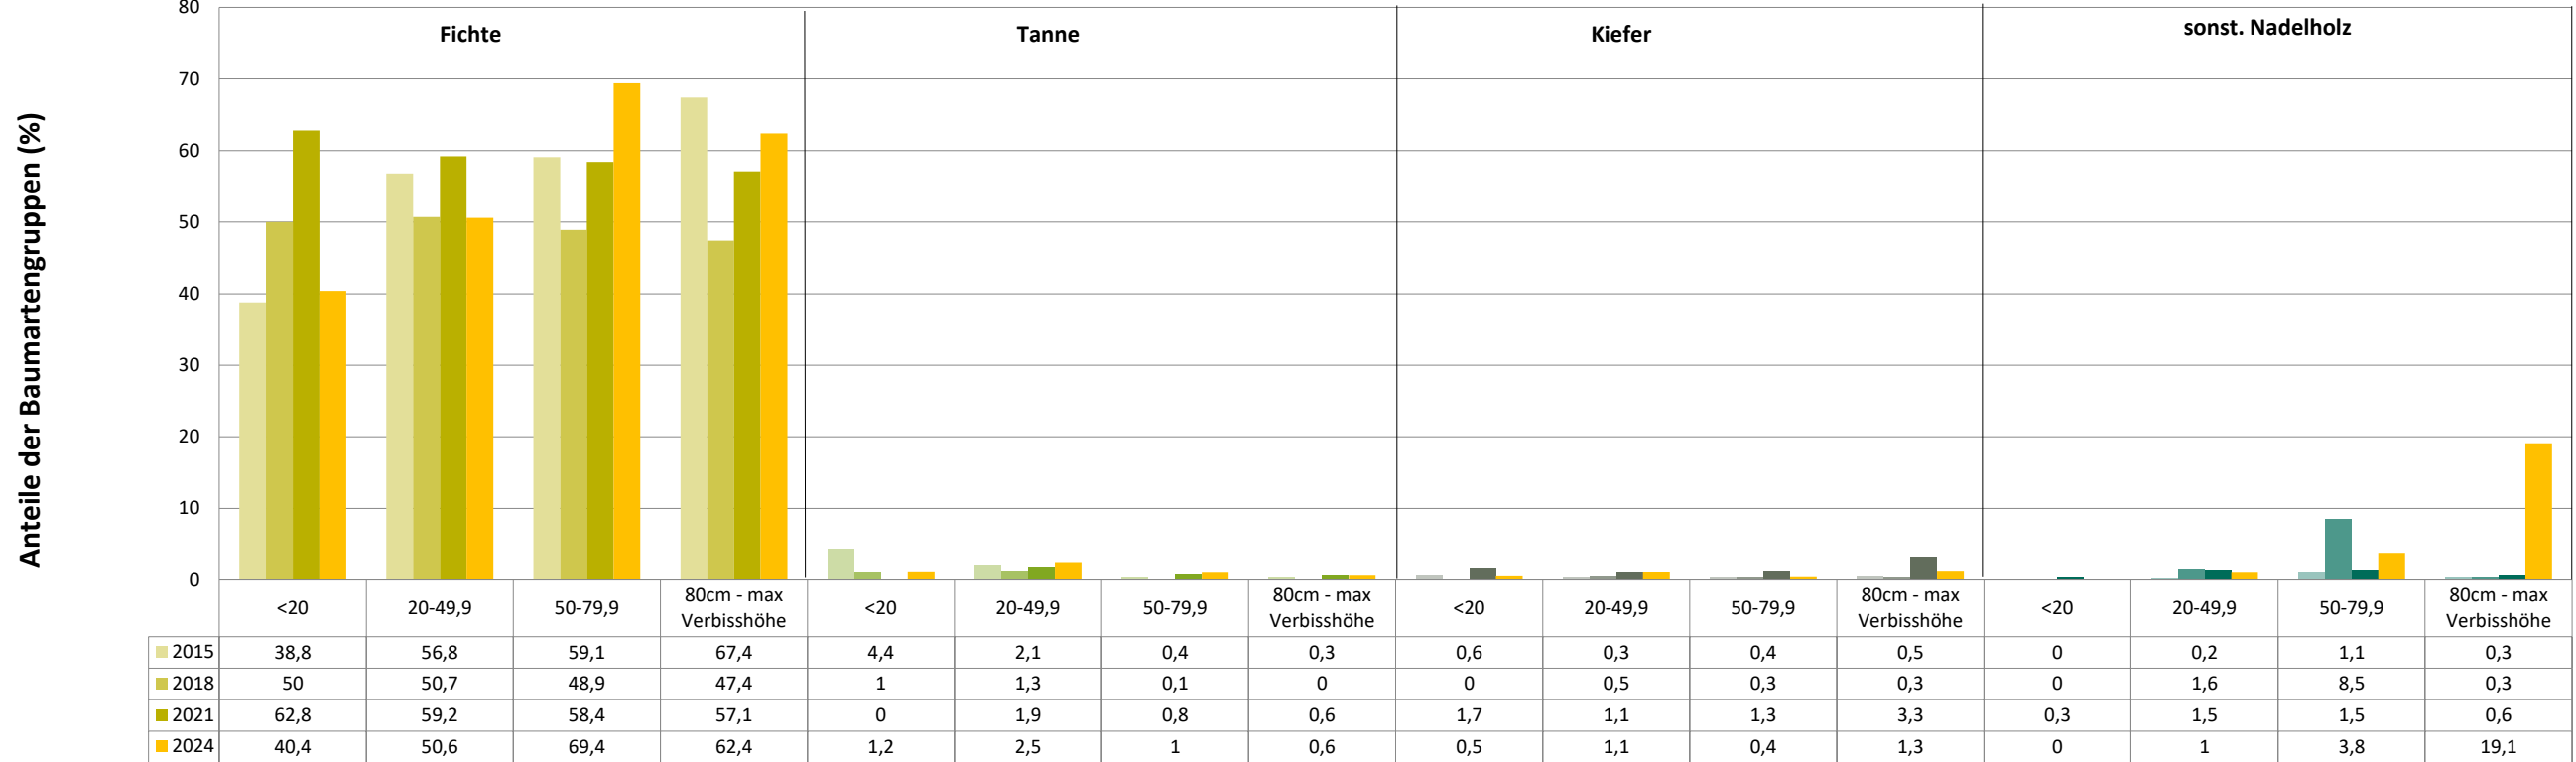 Anteile der Baumartengruppen (%)
80
70
60
50
40
30
20
10
0
Fichte Tanne Kiefer sonst. Nadelholz
<20 20-49,9 50-79,9 80cm - max Verbisshöhe <20 20-49,9 50-79,9 80cm - max Verbisshöhe <20 20-49,9 50-79,9 80cm - max Verbisshöhe <20 20-49,9 50-79,9 80cm - max Verbisshöhe
2015 38,8 56,8 59,1 67,4 4,4 2,1 0,4 0,3 0,6 0,3 0,4 0,5 0 0,2 1,1 0,3
2018 50 50,7 48,9 47,4 1 1,3 0,1 0 0 0,5 0,3 0,3 0 1,6 8,5 0,3
2021 62,8 59,2 58,4 57,1 0 1,9 0,8 0,6 1,7 1,1 1,3 3,3 0,3 1,5 1,5 0,6
2024 40,4 50,6 69,4 62,4 1,2 2,5 1 0,6 0,5 1,1 0,4 1,3 0 1 3,8 19,1